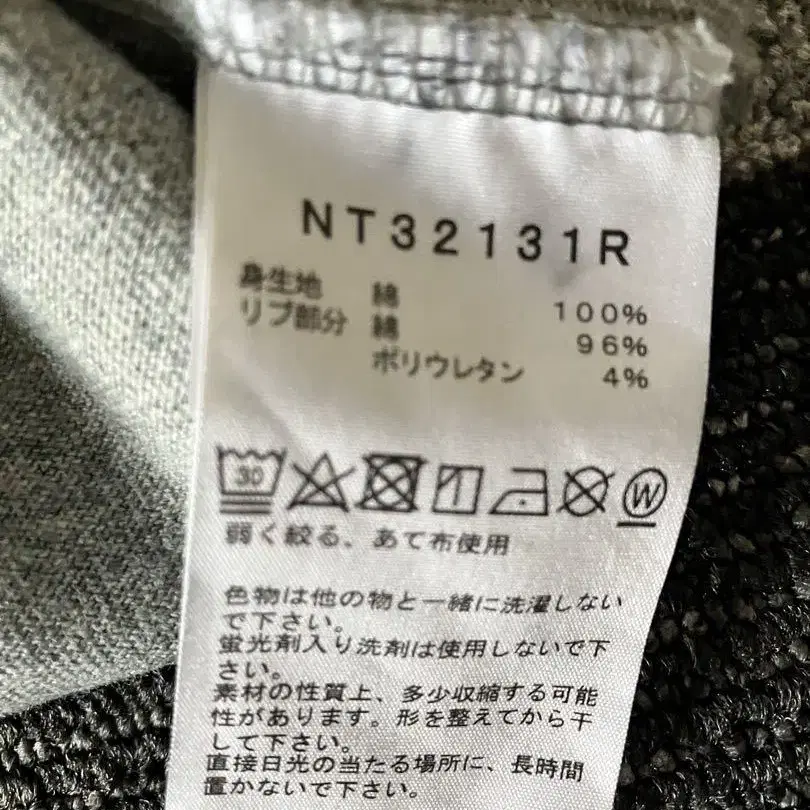 NT32131R
身生地 綿 100%
リブ部分 綿 96%
ポリウレタン 4%
30 W
弱く絞る、あて布使用
色物は他の物と一緒に洗濯しない
で下さい。
蛍光剤入り洗剤は使用しないで下
さい。
素材の性質上、多少収縮する可能
性があります。形を整えてから干
して下さい。
直接日光の当たる場所に、長時間
置かないで下さい。